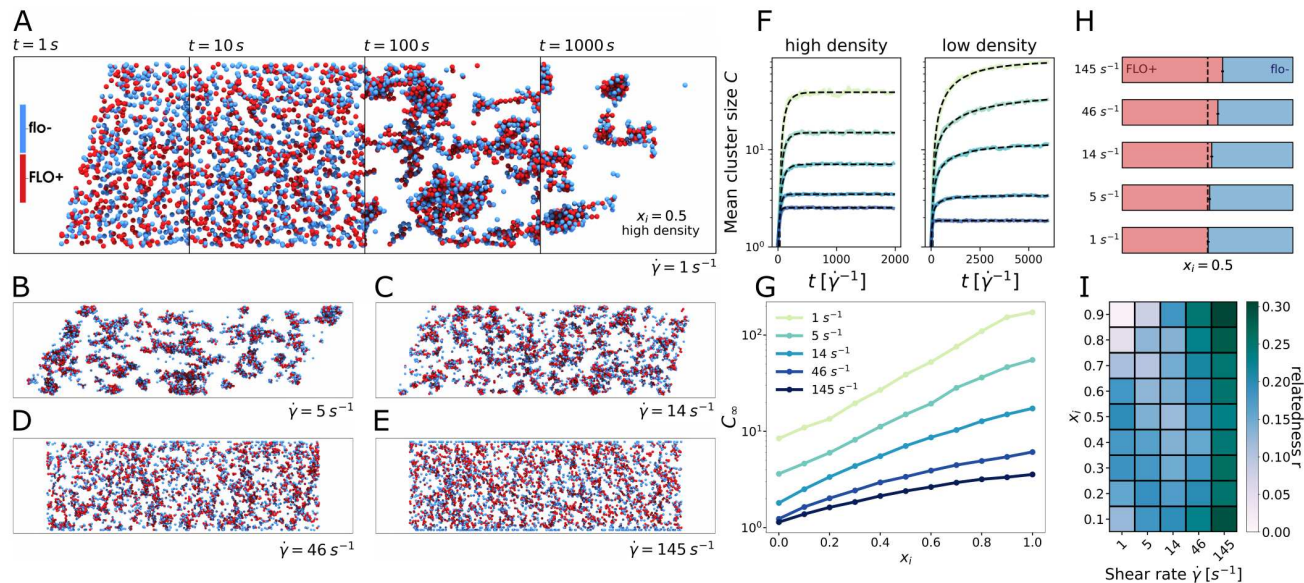 A
t = 1 s
t = 10 s
t = 100 s
t = 1000 s
flo-
FLO+
x_i = 0.5
high density
γ̇ = 1 s⁻¹
B
γ̇ = 5 s⁻¹
C
γ̇ = 14 s⁻¹
D
γ̇ = 46 s⁻¹
E
γ̇ = 145 s⁻¹
F
high density
low density
Mean cluster size C
10¹
10⁰
0 1000 2000
t [γ̇⁻¹]
10¹
10⁰
0 2500 5000
t [γ̇⁻¹]
G
1 s⁻¹
5 s⁻¹
14 s⁻¹
46 s⁻¹
145 s⁻¹
C∞
10²
10¹
10⁰
0.0 0.2 0.4 0.6 0.8 1.0
x_i
H
145 s⁻¹
FLO+
flo-
46 s⁻¹
14 s⁻¹
5 s⁻¹
1 s⁻¹
x_i = 0.5
I
x_i
0.9
0.8
0.7
0.6
0.5
0.4
0.3
0.2
0.1
1 5 14 46 145
Shear rate γ̇ [s⁻¹]
0.30
0.25
0.20
0.15
0.10
0.05
0.00
relatedness r